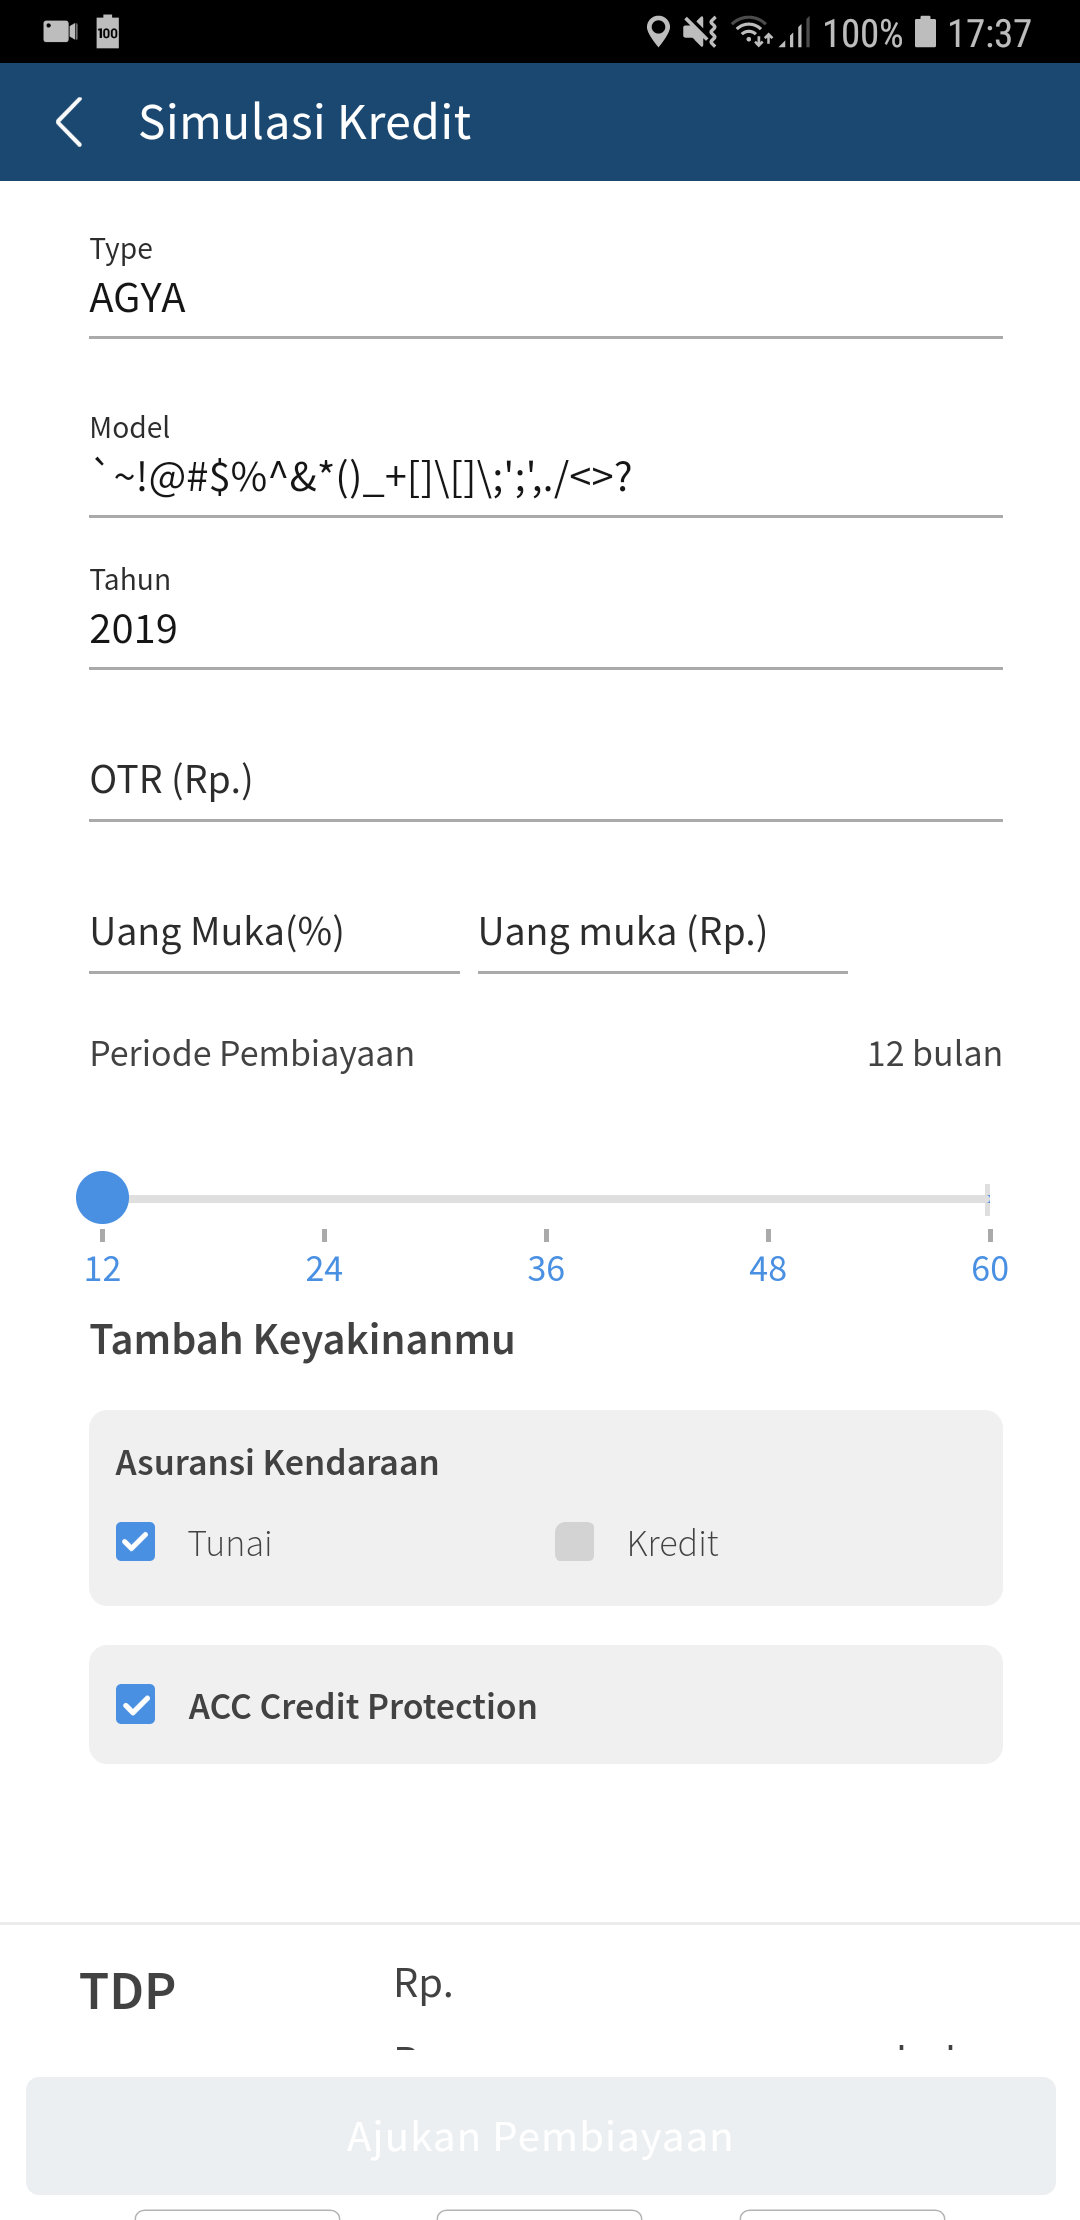 100
100% 17:37
Simulasi Kredit
Type
AGYA
Model
`~!@#$%^&*()_+[]\[]\;';',./<>?
Tahun
2019
OTR (Rp.)
Uang Muka(%) Uang muka (Rp.)
Periode Pembiayaan 12 bulan
12 24 36 48 60
Tambah Keyakinanmu
Asuransi Kendaraan
Tunai Kredit
ACC Credit Protection
TDP Rp.
Ajukan Pembiayaan